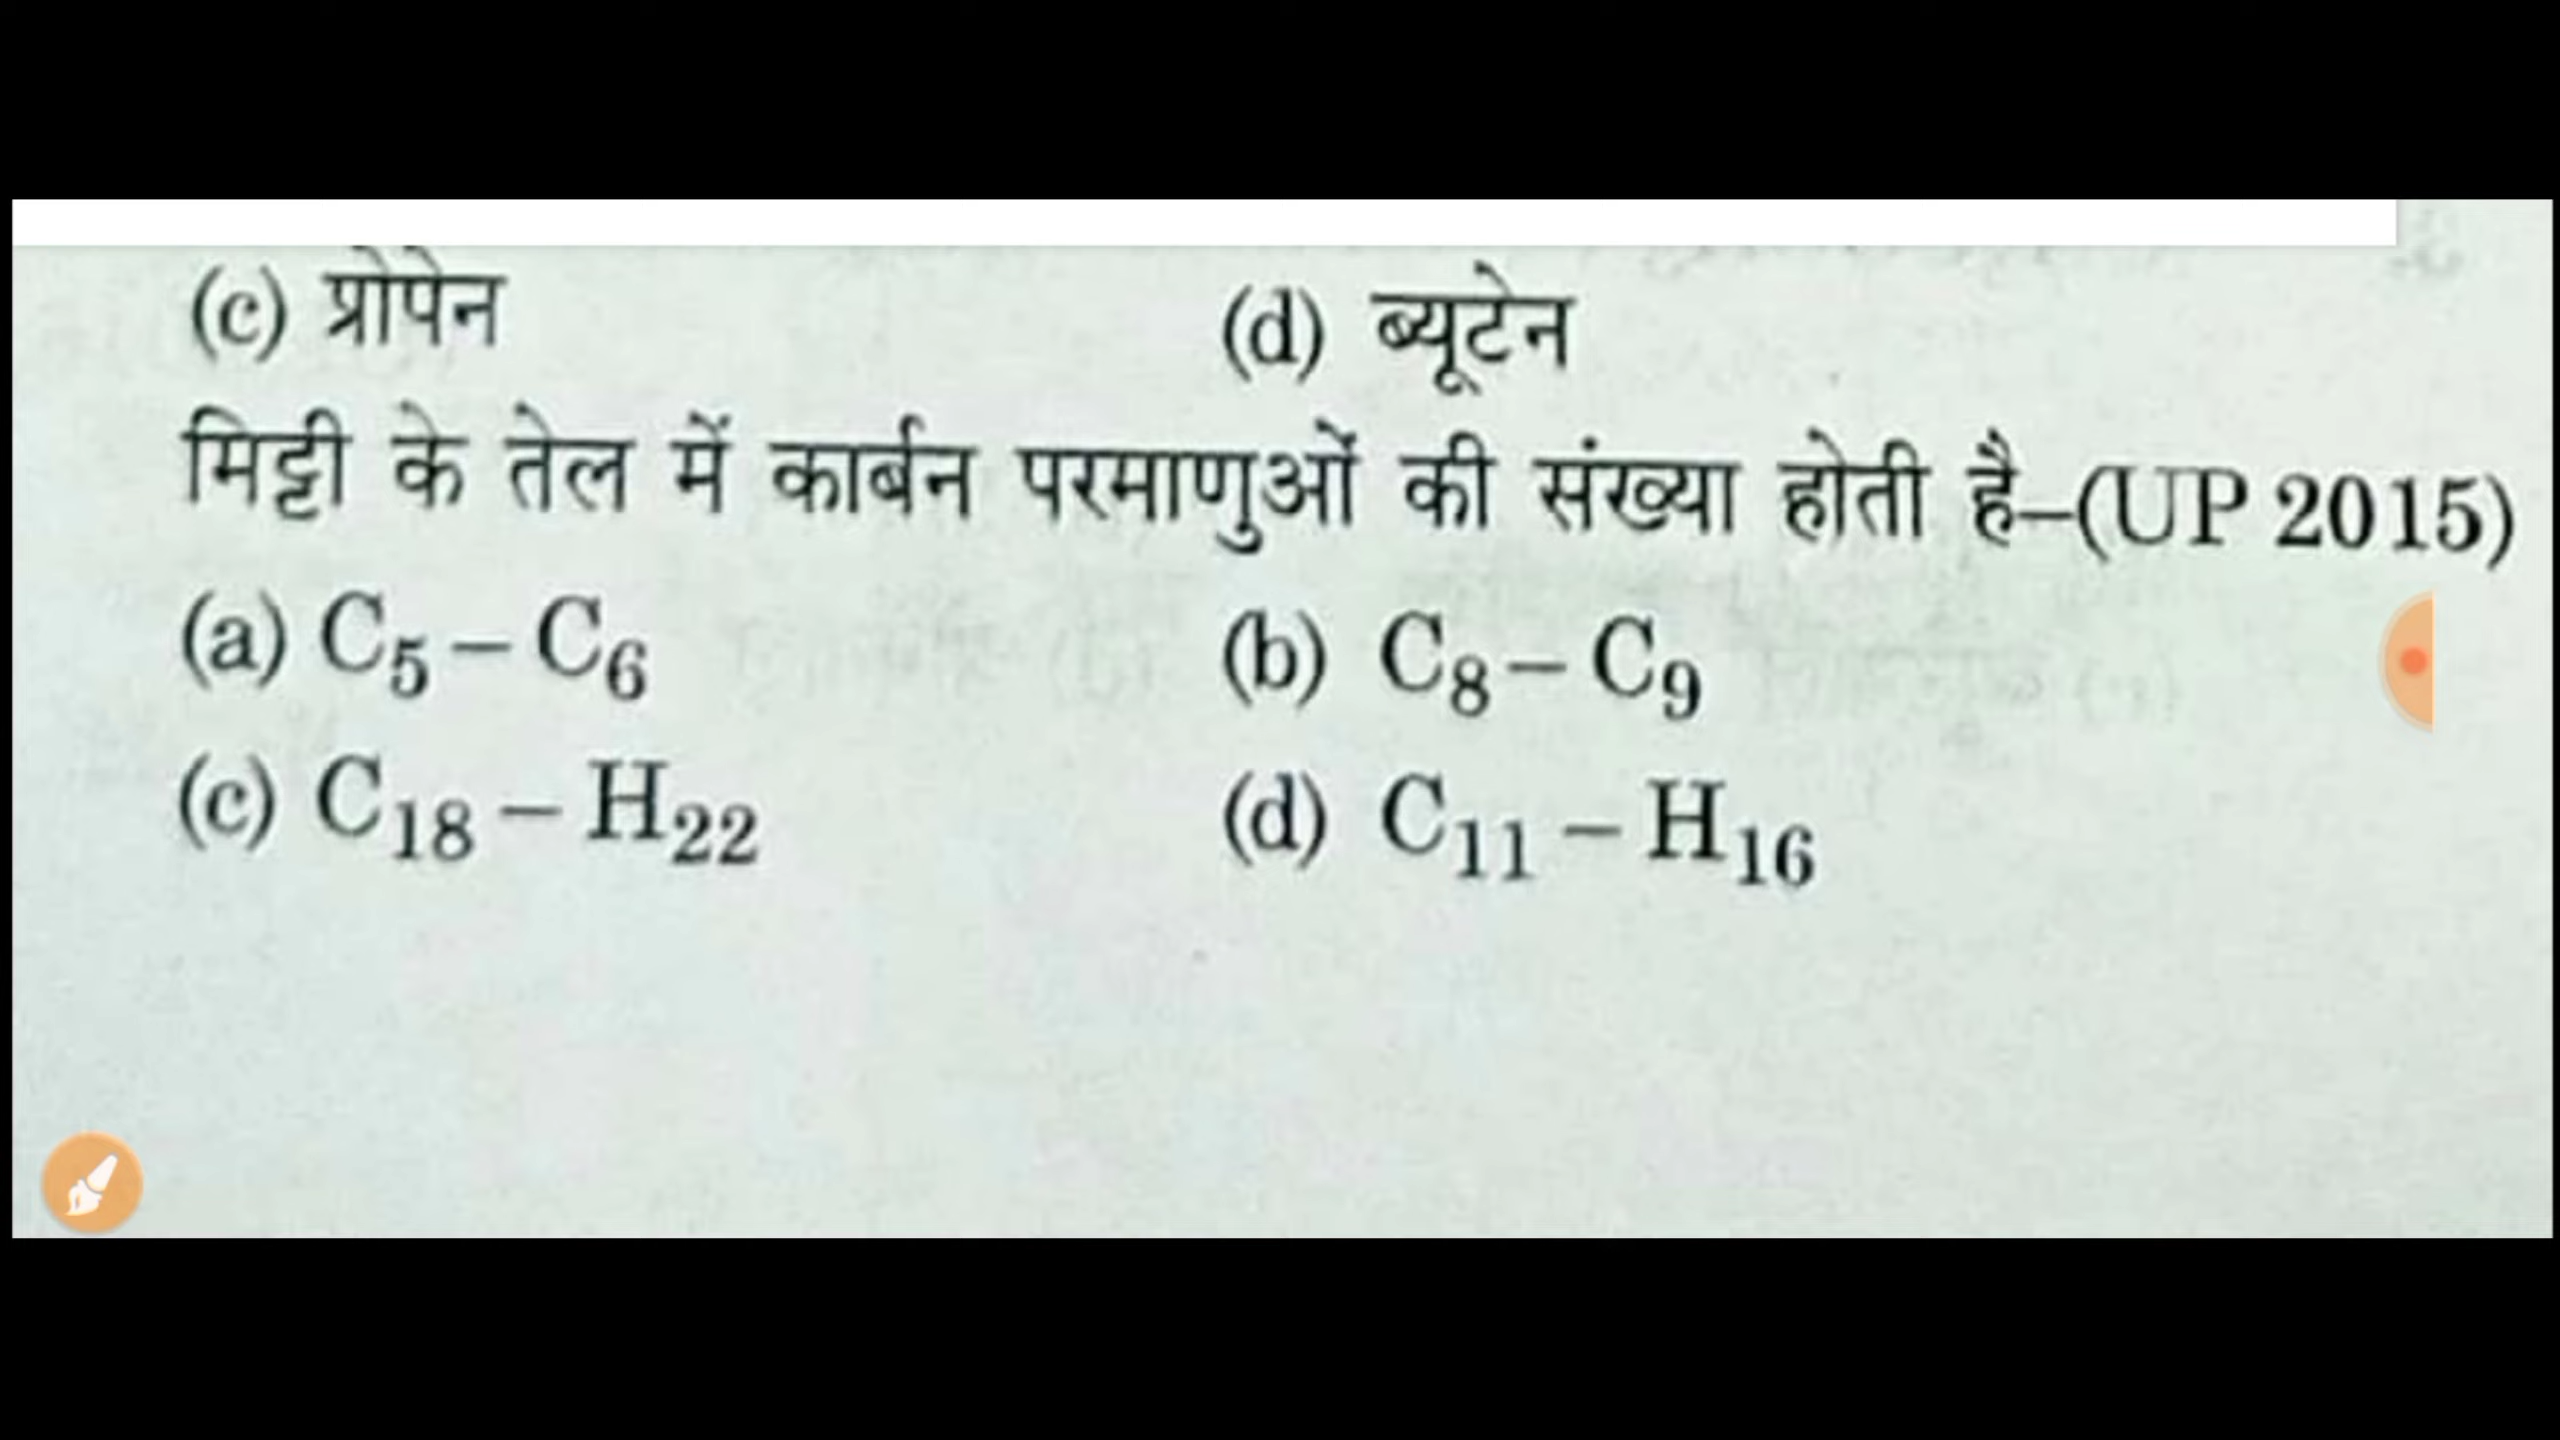 (c) प्रोपेन (d) ब्यूटेन
मिट्टी के तेल में कार्बन परमाणुओं की संख्या होती है–(UP 2015)
(a) C₅ – C₆ (b) C₈ – C₉
(c) C₁₈ – H₂₂ (d) C₁₁ – H₁₆